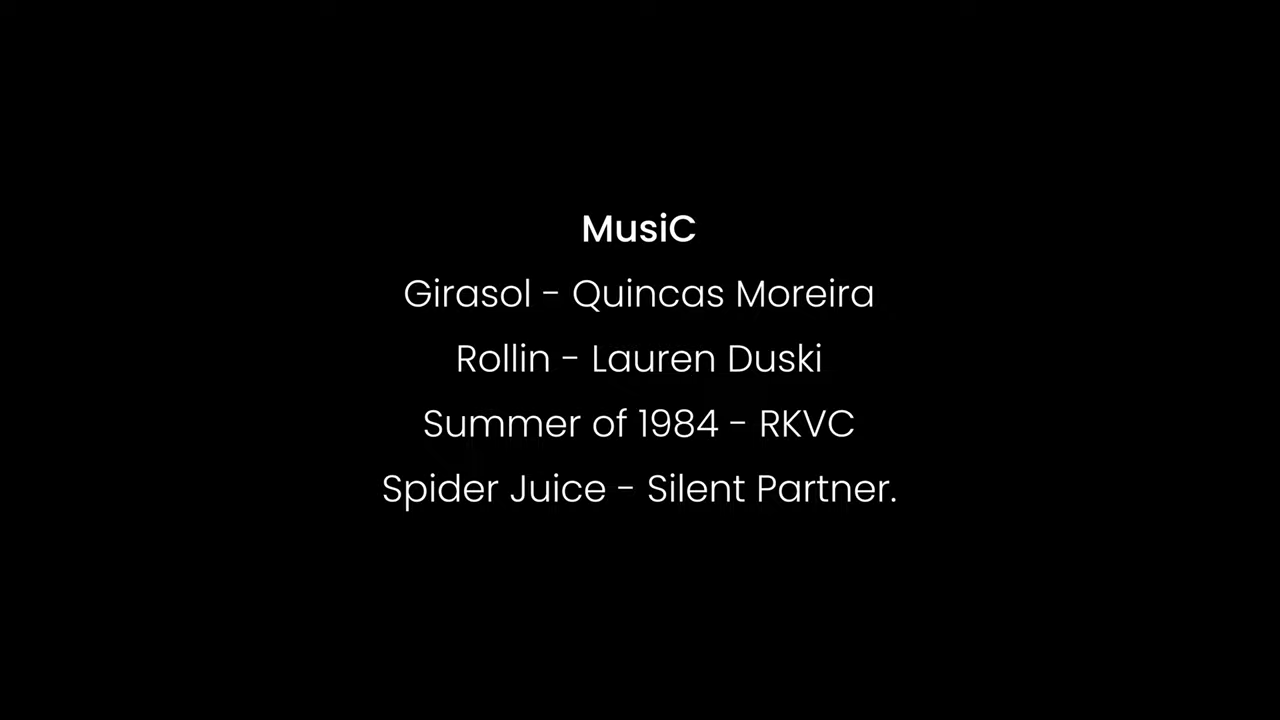 MusiC
Girasol - Quincas Moreira
Rollin - Lauren Duski
Summer of 1984 - RKVC
Spider Juice - Silent Partner.